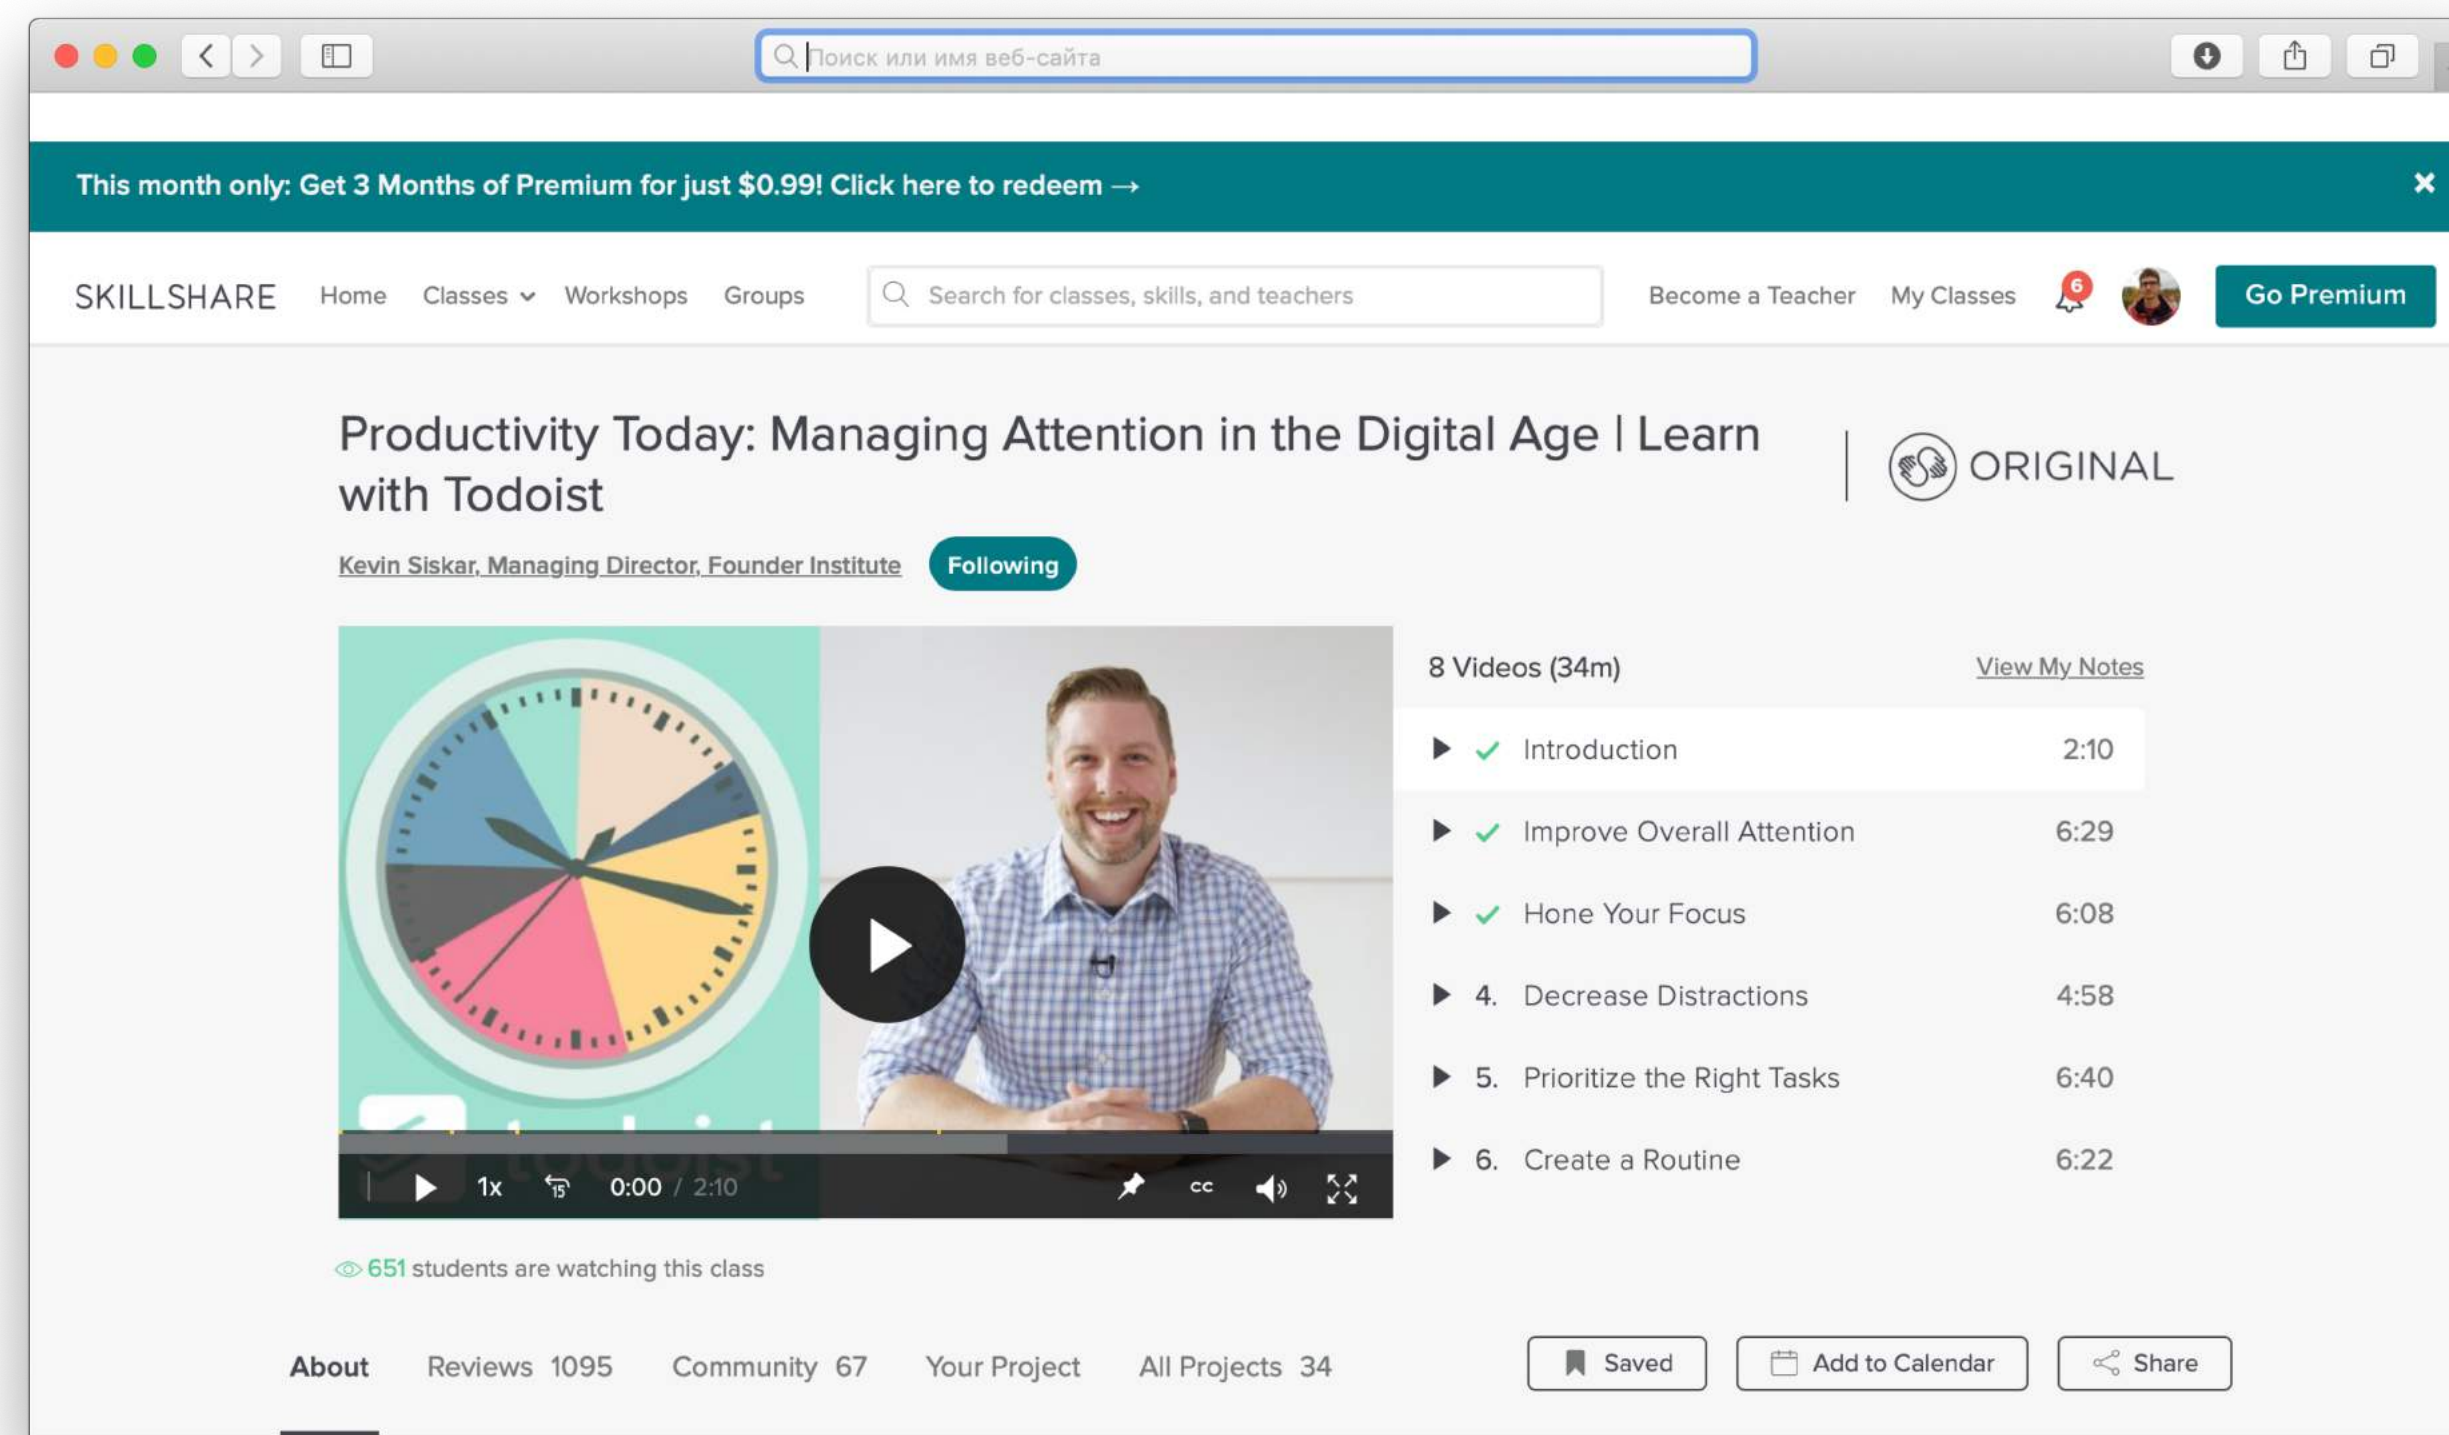 Поиск или имя веб-сайта
This month only: Get 3 Months of Premium for just $0.99! Click here to redeem →
SKILLSHARE Home Classes Workshops Groups Search for classes, skills, and teachers Become a Teacher My Classes 6 Go Premium
Productivity Today: Managing Attention in the Digital Age | Learn
with Todoist
ORIGINAL
Kevin Siskar, Managing Director, Founder Institute Following
8 Videos (34m) View My Notes
Introduction 2:10
Improve Overall Attention 6:29
Hone Your Focus 6:08
4. Decrease Distractions 4:58
5. Prioritize the Right Tasks 6:40
6. Create a Routine 6:22
todoist
1x 15 0:00 / 2:10 CC
651 students are watching this class
About Reviews 1095 Community 67 Your Project All Projects 34 Saved Add to Calendar Share